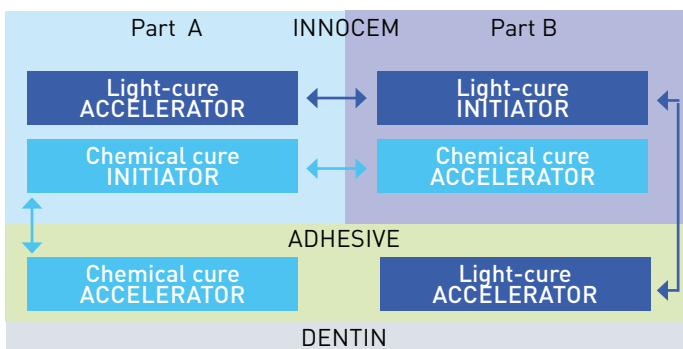 Part A INNOCEM Part B
Light-cure
ACCELERATOR
Light-cure
INITIATOR
Chemical cure
INITIATOR
Chemical cure
ACCELERATOR
ADHESIVE
Chemical cure
ACCELERATOR
Light-cure
ACCELERATOR
DENTIN